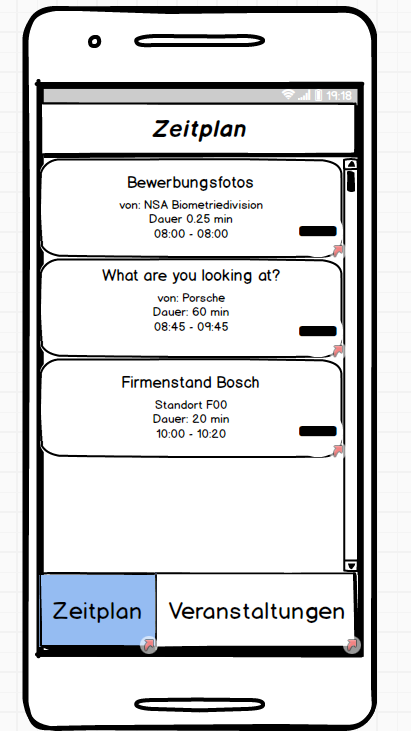 19:18
Zeitplan
Bewerbungsfotos
von: NSA Biometriedivision
Dauer 0.25 min
08:00 - 08:00
What are you looking at?
von: Porsche
Dauer: 60 min
08:45 - 09:45
Firmenstand Bosch
Standort F00
Dauer: 20 min
10:00 - 10:20
Zeitplan Veranstaltungen